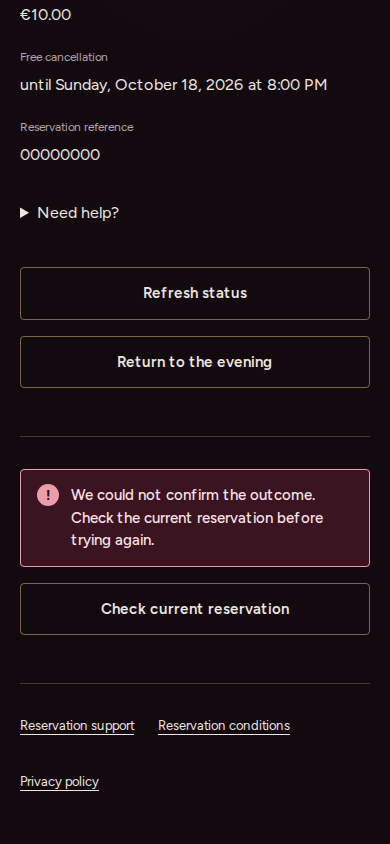 €10.00
Free cancellation
until Sunday, October 18, 2026 at 8:00 PM
Reservation reference
00000000
Need help?
Refresh status
Return to the evening
!
We could not confirm the outcome.
Check the current reservation before
trying again.
Check current reservation
Reservation support Reservation conditions
Privacy policy